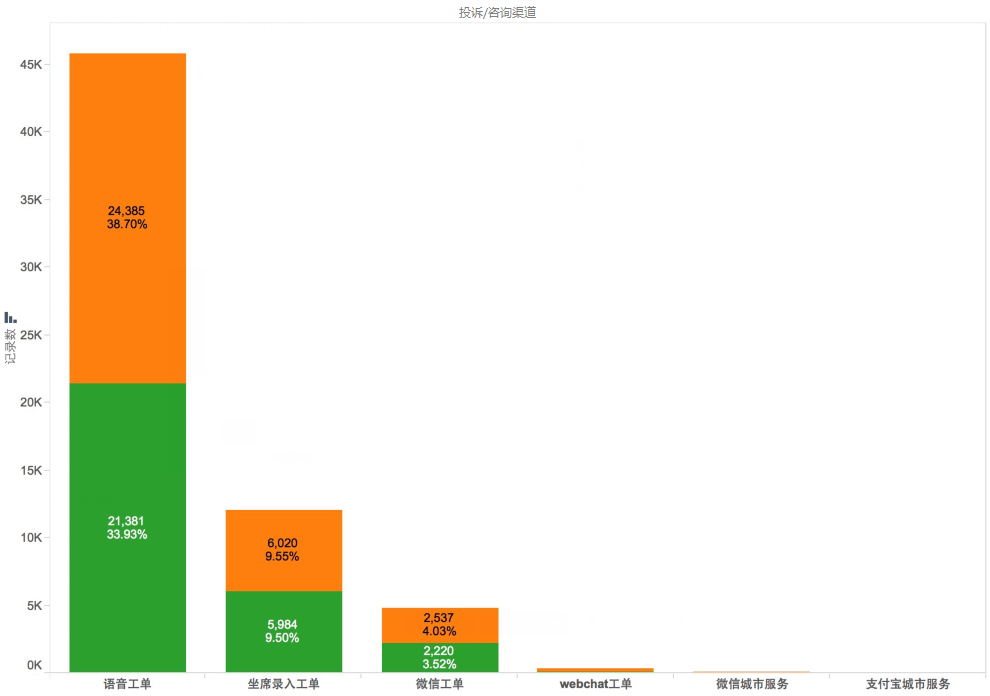 投诉/咨询渠道
45K
40K
35K
30K
25K
20K
15K
10K
5K
0K
记录数
24,385
38.70%
21,381
33.93%
6,020
9.55%
5,984
9.50%
2,537
4.03%
2,220
3.52%
语音工单
坐席录入工单
微信工单
webchat工单
微信城市服务
支付宝城市服务